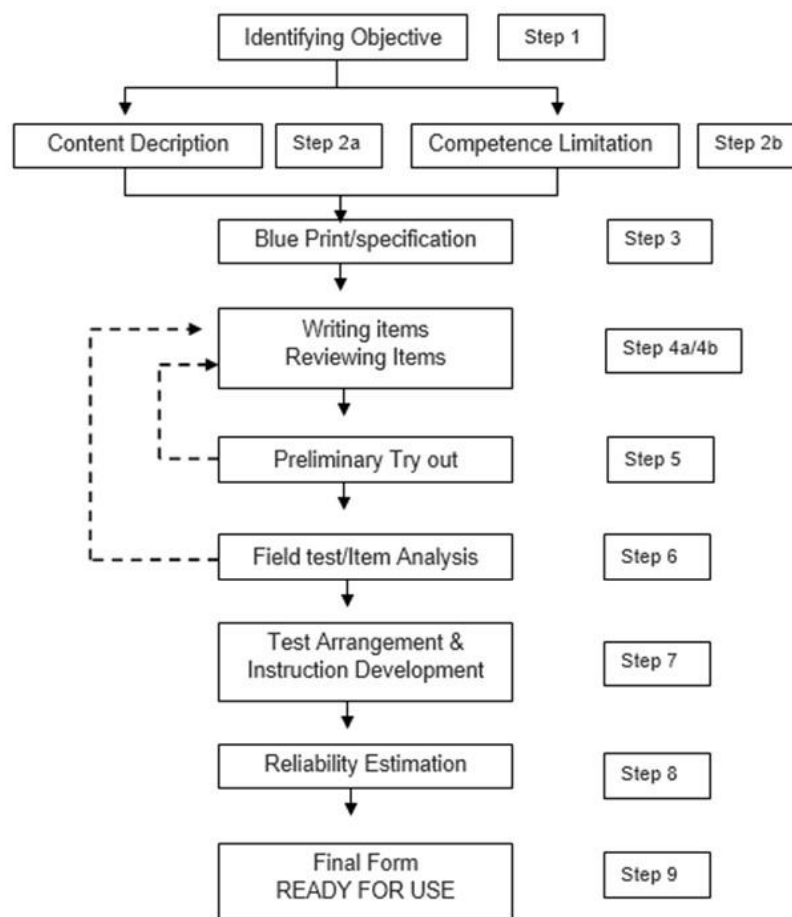 Identifying Objective
Step 1
Content Decription
Step 2a
Competence Limitation
Step 2b
Blue Print/specification
Step 3
Writing items
Reviewing Items
Step 4a/4b
Preliminary Try out
Step 5
Field test/Item Analysis
Step 6
Test Arrangement &
Instruction Development
Step 7
Reliability Estimation
Step 8
Final Form
READY FOR USE
Step 9